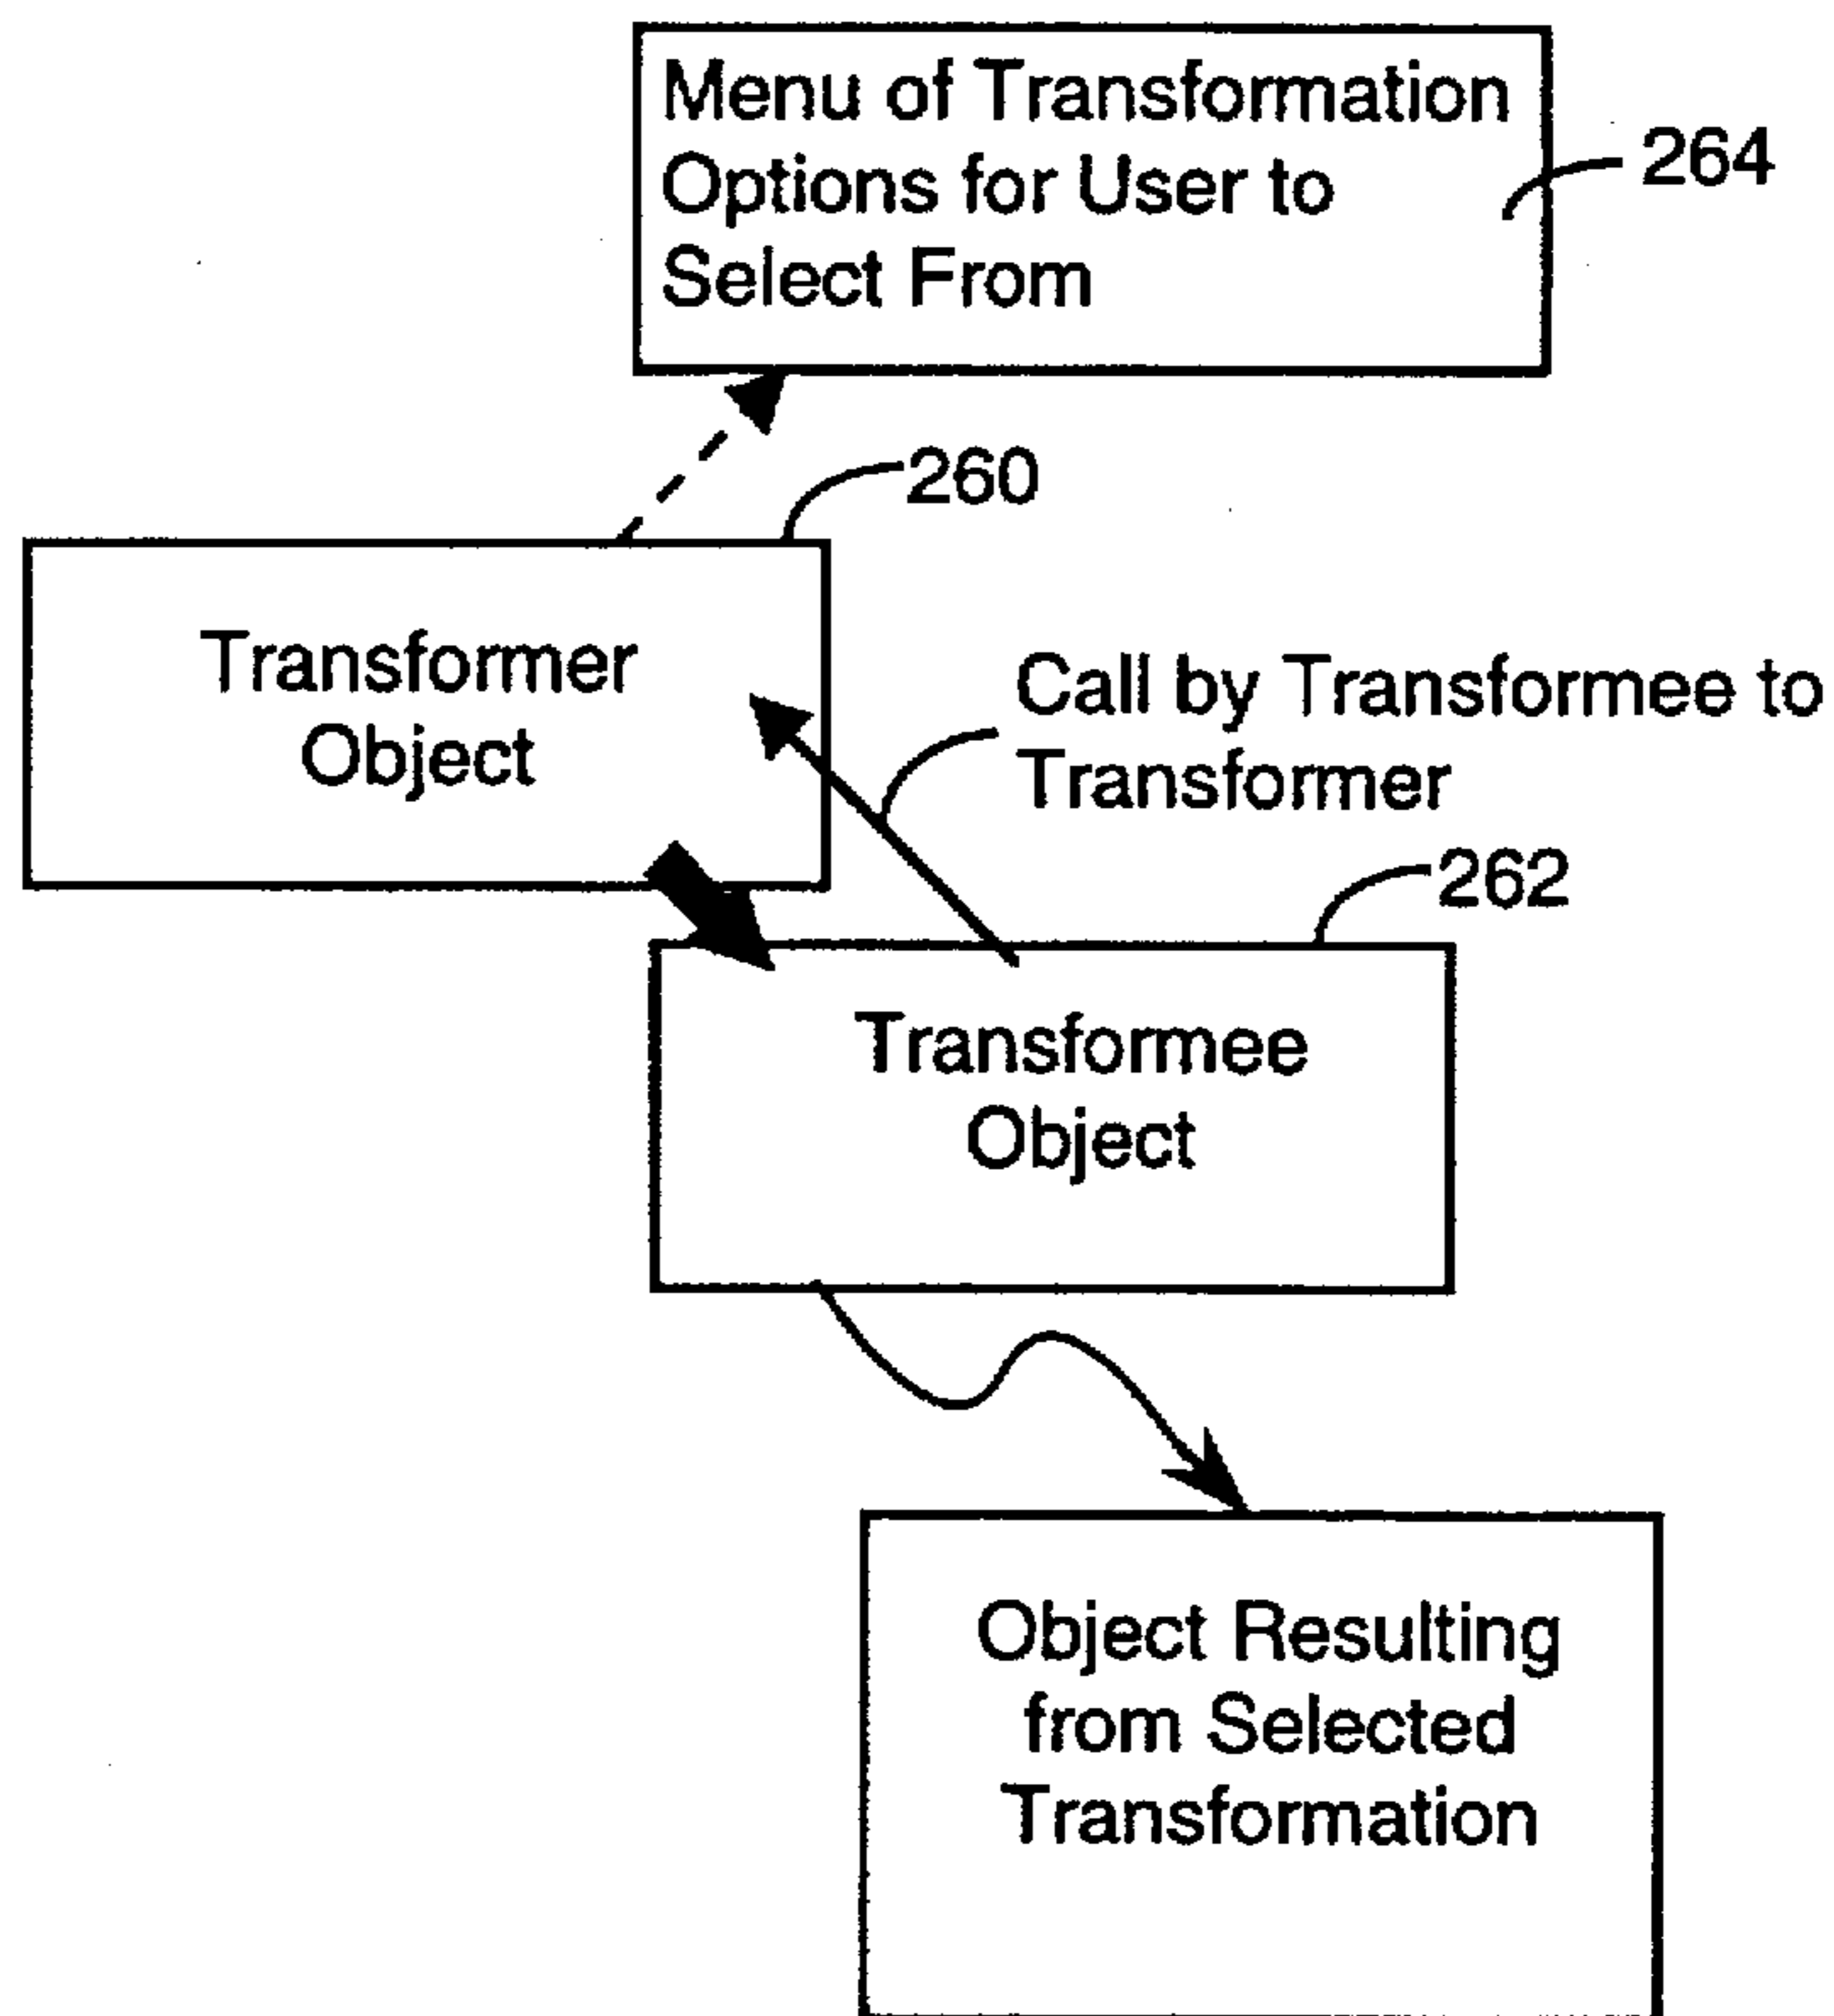 Menu of Transformation
Options for User to
Select From
264
260
Transformer
Object
Call by Transformee to
Transformer
262
Transformee
Object
Object Resulting
from Selected
Transformation